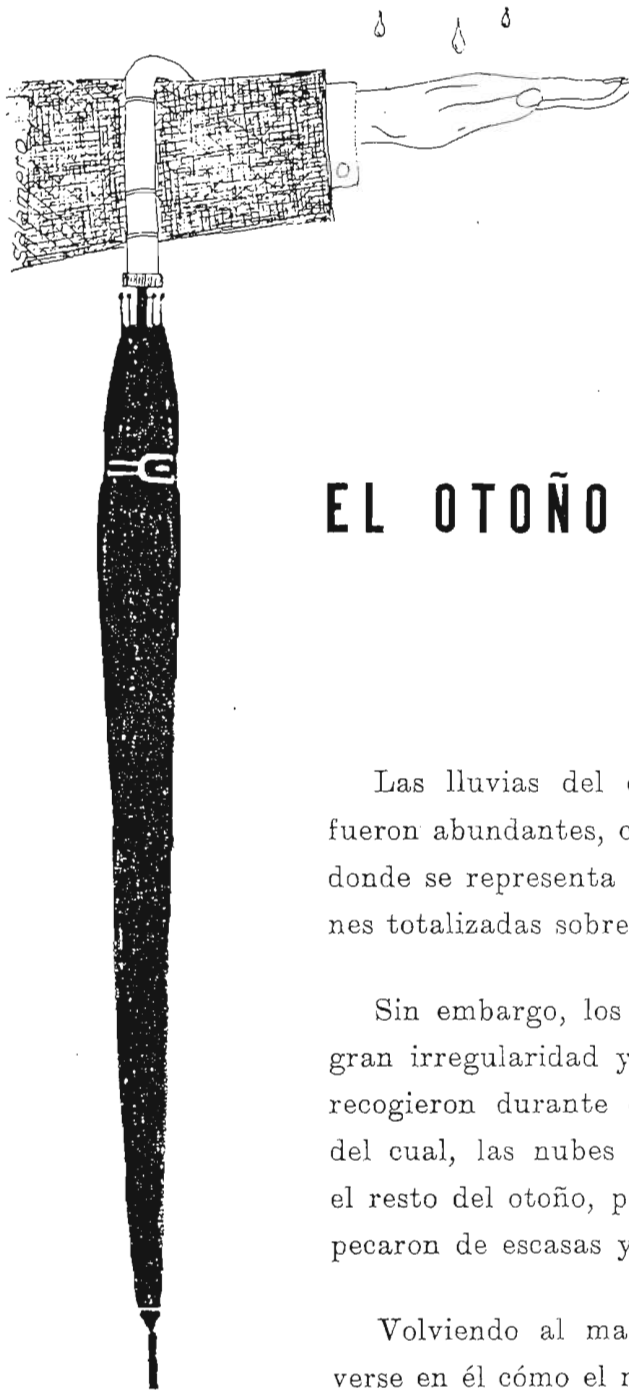 EL OTOÑO
Las lluvias del
fueron abundantes,
donde se representa
nes totalizadas sobre
Sin embargo, los
gran irregularidad y
recogieron durante
del cual, las nubes
el resto del otoño, p
pecaron de escasas y
Volviendo al ma
verse en él cómo el